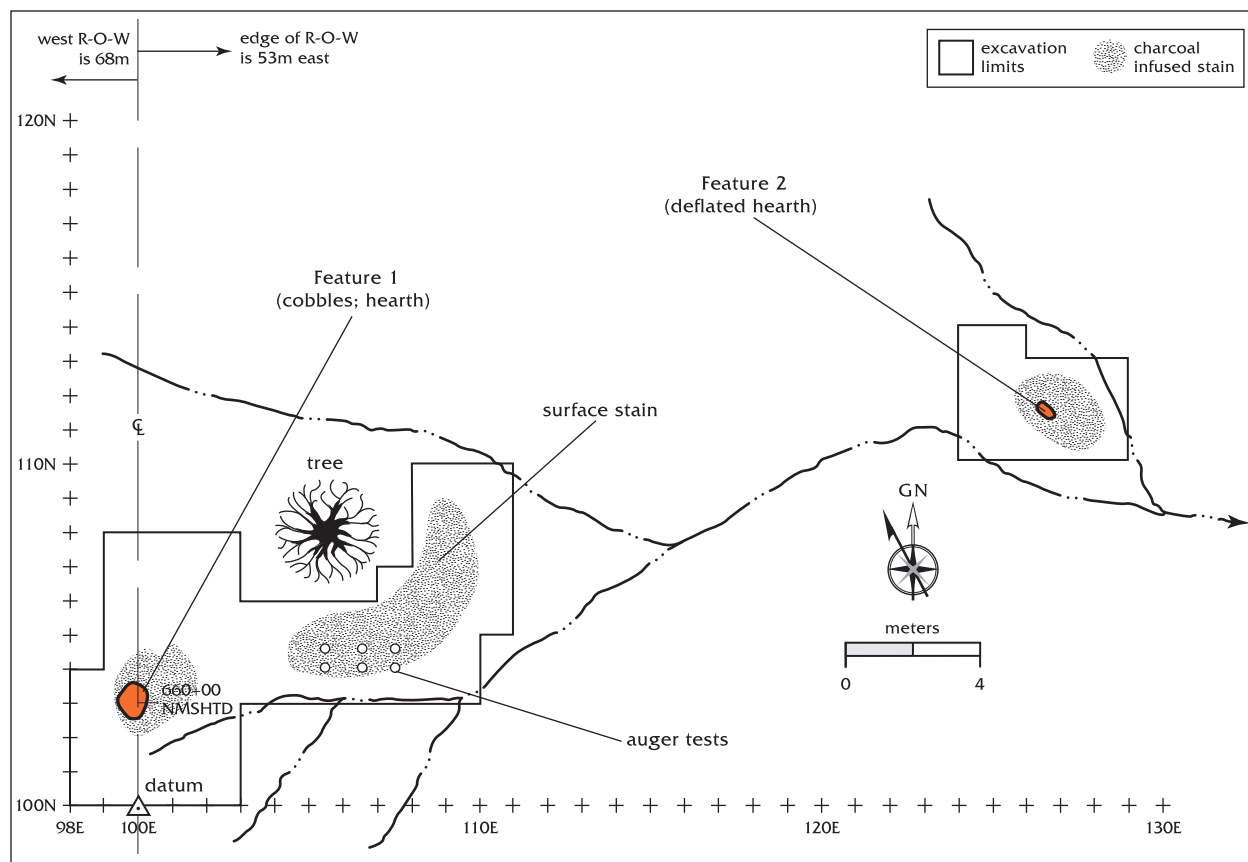 west R-O-W
is 68m
edge of R-O-W
is 53m east
excavation
limits
charcoal
infused stain
120N
Feature 2
(deflated hearth)
Feature 1
(cobbles; hearth)
surface stain
℄
tree
110N
GN
meters
0
4
660+00
NMSHTD
auger tests
datum
100N
98E
100E
110E
120E
130E